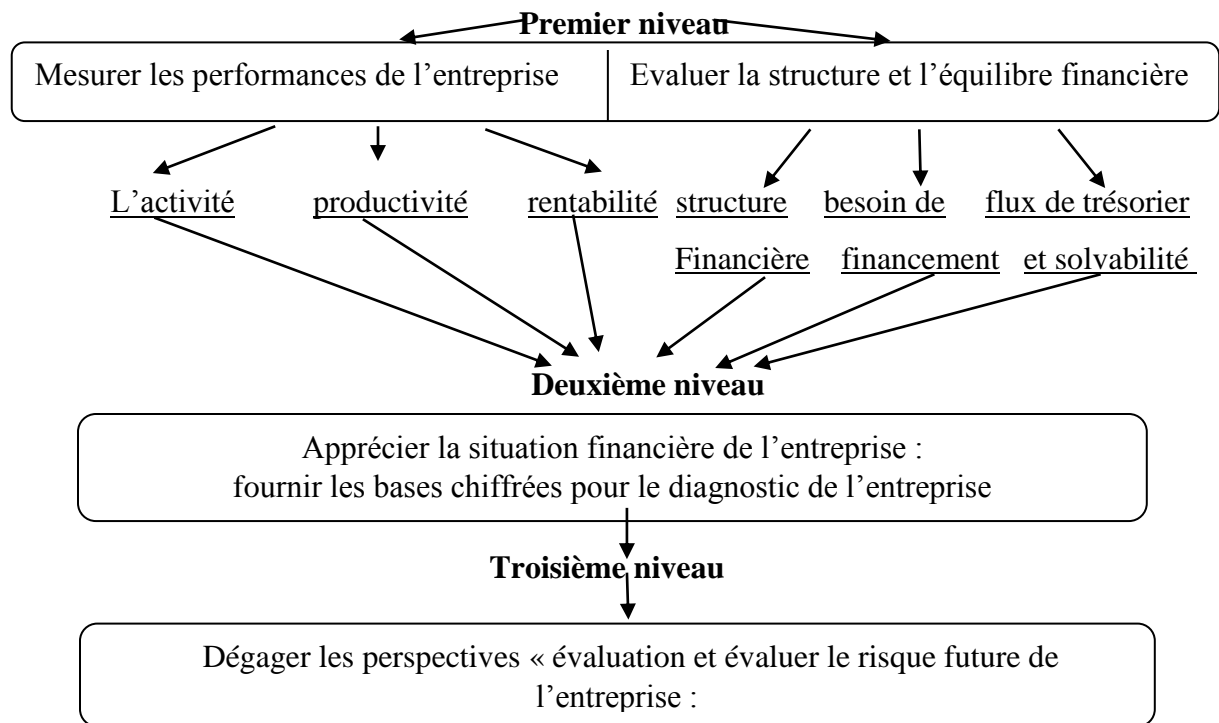 Premier niveau
Mesurer les performances de l’entreprise
Evaluer la structure et l’équilibre financière
L’activité productivité rentabilité structure besoin de flux de trésorier
Financière financement et solvabilité
Deuxième niveau
Apprécier la situation financière de l’entreprise :
fournir les bases chiffrées pour le diagnostic de l’entreprise
Troisième niveau
Dégager les perspectives « évaluation et évaluer le risque future de
l’entreprise :